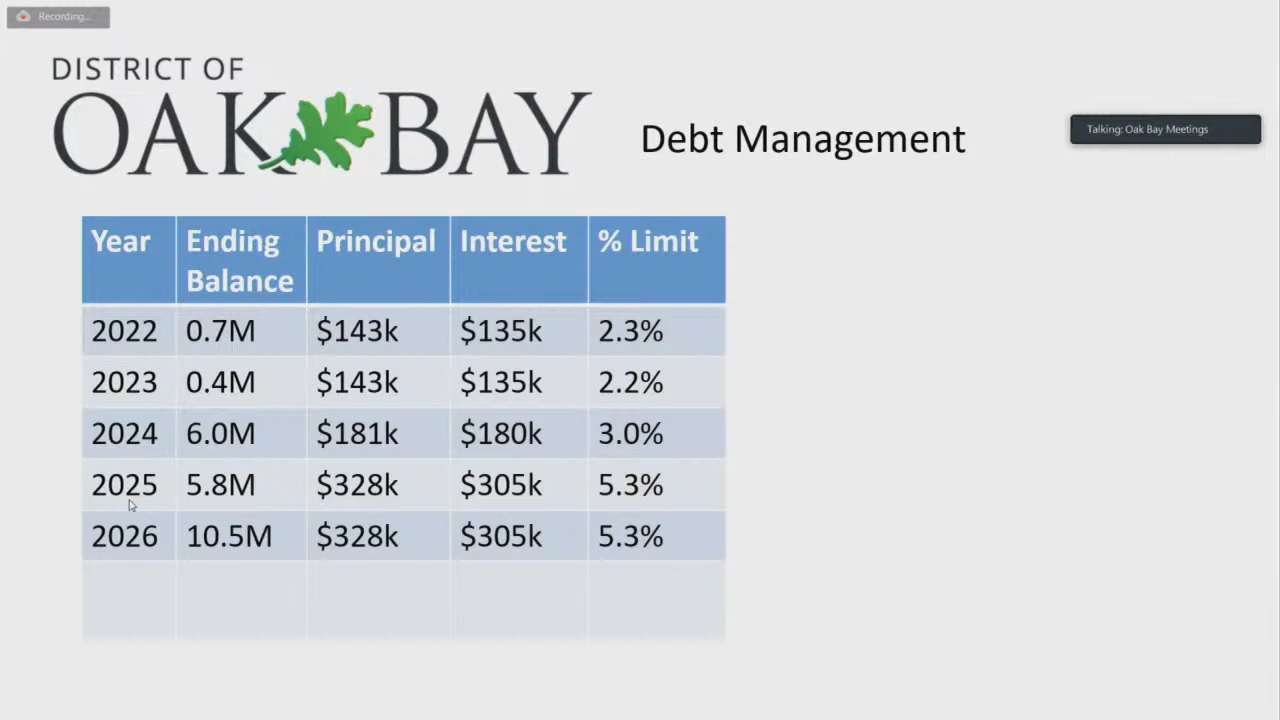 Recording...
DISTRICT OF
OAK BAY
Debt Management
Talking: Oak Bay Meetings
Year Ending Balance Principal Interest % Limit
2022 0.7M $143k $135k 2.3%
2023 0.4M $143k $135k 2.2%
2024 6.0M $181k $180k 3.0%
2025 5.8M $328k $305k 5.3%
2026 10.5M $328k $305k 5.3%